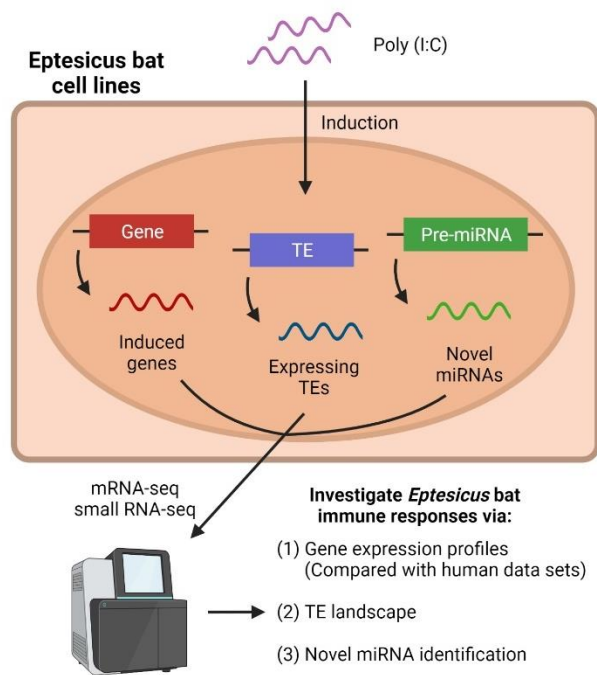 Poly (I:C)
Eptesicus bat
cell lines
Induction
Gene
TE
Pre-miRNA
Induced
genes
Expressing
TEs
Novel
miRNAs
mRNA-seq
small RNA-seq
Investigate Eptesicus bat
immune responses via:
(1) Gene expression profiles
(Compared with human data sets)
(2) TE landscape
(3) Novel miRNA identification